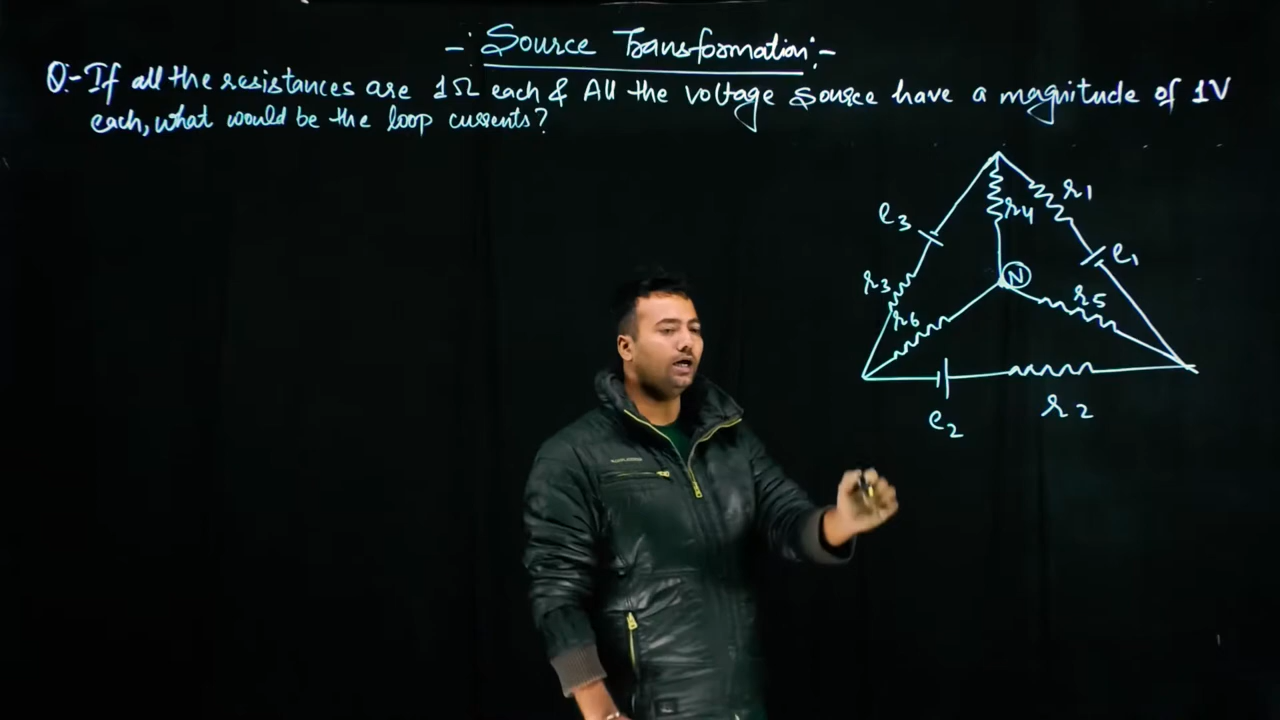 -: Source Transformation:-
Q:- If all the resistances are 1Ω each & All the voltage source have a magnitude of 1V
each, what would be the loop currents?
r1
r4
e3
e1
N
r3
r5
r6
e2
r2